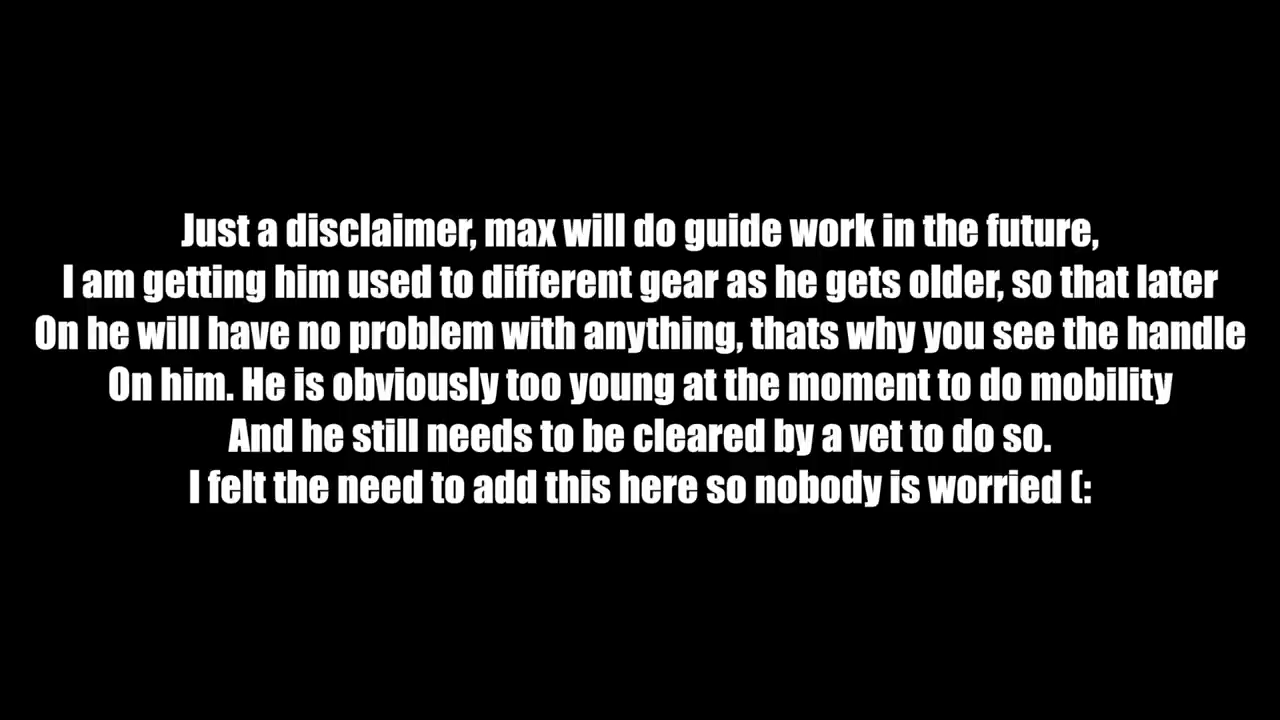 Just a disclaimer, max will do guide work in the future,
I am getting him used to different gear as he gets older, so that later
On he will have no problem with anything, thats why you see the handle
On him. He is obviously too young at the moment to do mobility
And he still needs to be cleared by a vet to do so.
I felt the need to add this here so nobody is worried (: